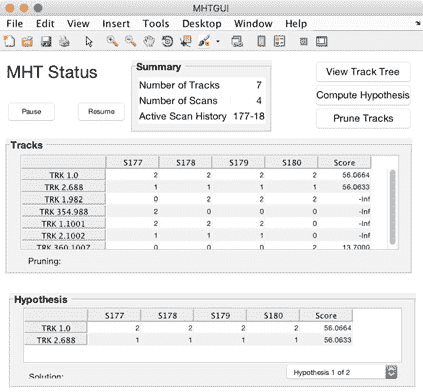 MHTGUI
File Edit View Insert Tools Desktop Window Help
MHT Status
Pause Resume
Summary
Number of Tracks 7
Number of Scans 4
Active Scan History 177-18
View Track Tree
Compute Hypothesis
Prune Tracks
Tracks
S177 S178 S179 S180 Score
TRK 1.0 2 2 2 2 56.0664
TRK 2.688 1 1 1 1 56.0633
TRK 1.982 0 2 2 2 -Inf
TRK 354.988 2 0 0 0 -Inf
TRK 1.1001 2 2 2 0 -Inf
TRK 2.1002 1 1 1 0 -Inf
TRK 360.1007 0 0 0 2 13.7000
Pruning:
Hypothesis
S177 S178 S179 S180 Score
TRK 1.0 2 2 2 2 56.0664
TRK 2.688 1 1 1 1 56.0633
Solution:
Hypothesis 1 of 2